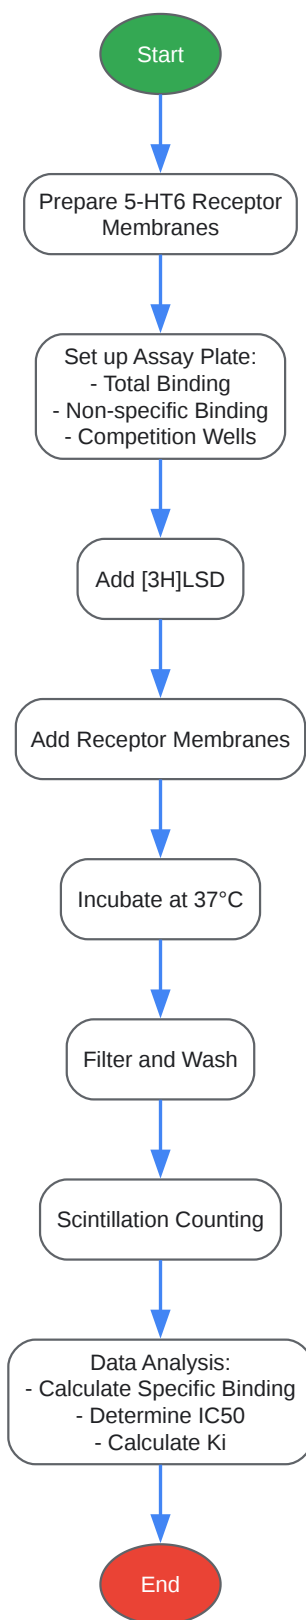 Start
Prepare 5-HT6 Receptor
Membranes
Set up Assay Plate:
- Total Binding
- Non-specific Binding
- Competition Wells
Add [3H]LSD
Add Receptor Membranes
Incubate at 37°C
Filter and Wash
Scintillation Counting
Data Analysis:
- Calculate Specific Binding
- Determine IC50
- Calculate Ki
End